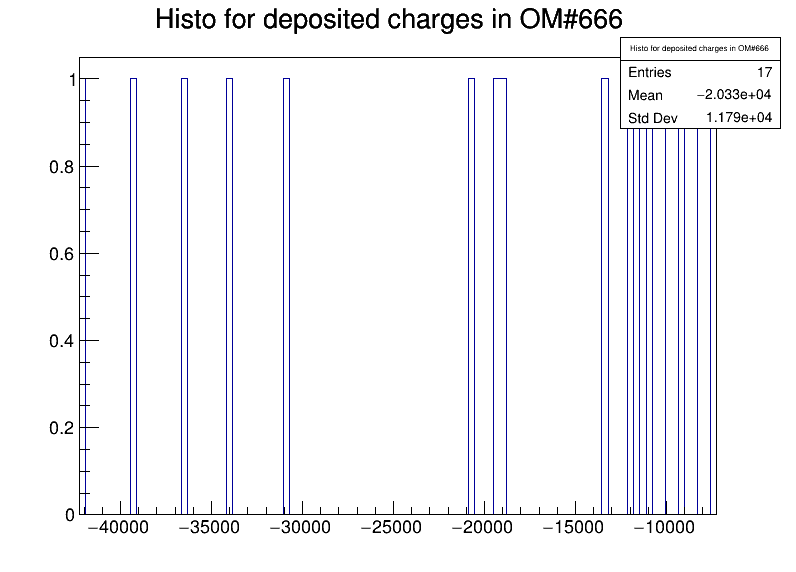 Histo for deposited charges in OM#666
Histo for deposited charges in OM#666
Entries 17
Mean −2.033e+04
Std Dev 1.179e+04
1
0.8
0.6
0.4
0.2
0
−40000 −35000 −30000 −25000 −20000 −15000 −10000